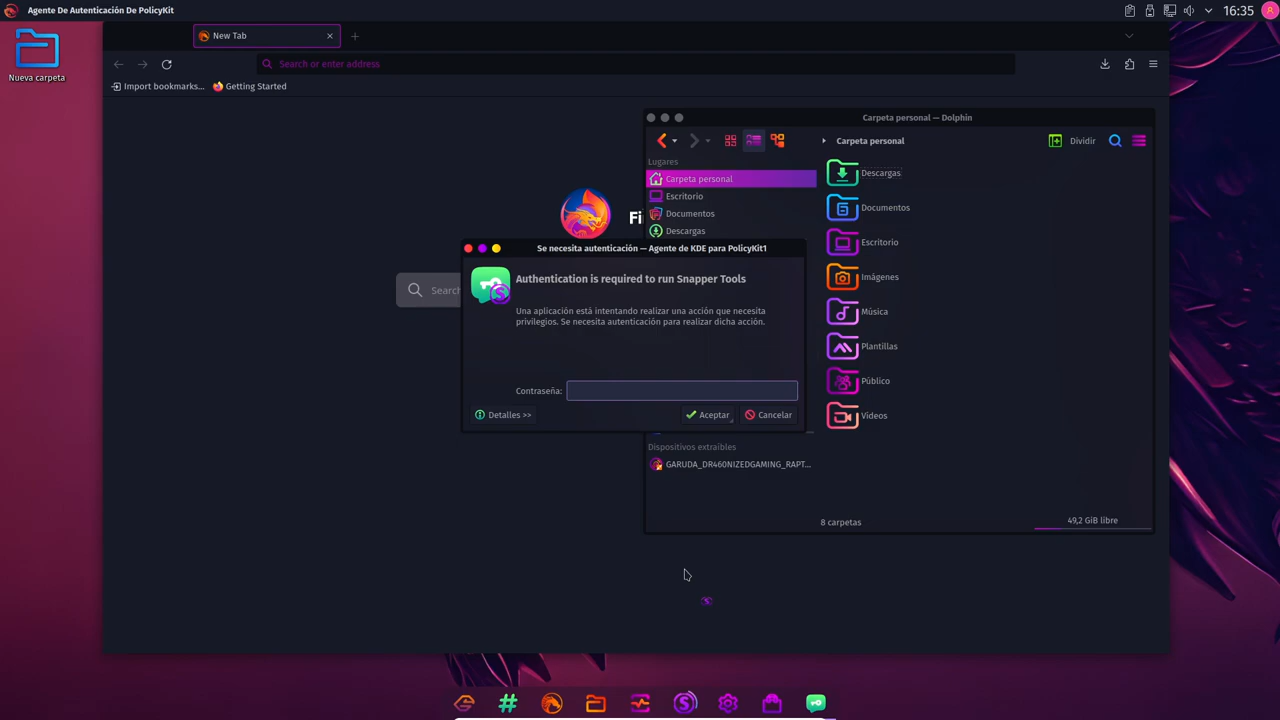 Agente De Autenticación De PolicyKit
16:35
Nueva carpeta
New Tab
Search or enter address
Import bookmarks...
Getting Started
Fi
Search
Carpeta personal — Dolphin
Carpeta personal
Dividir
Lugares
Carpeta personal
Escritorio
Documentos
Descargas
Descargas
Documentos
Escritorio
Imágenes
Música
Plantillas
Público
Vídeos
Dispositivos extraíbles
GARUDA_DR460NIZEDGAMING_RAPT...
8 carpetas
49,2 GiB libre
Se necesita autenticación — Agente de KDE para PolicyKit1
Authentication is required to run Snapper Tools
Una aplicación está intentando realizar una acción que necesita
privilegios. Se necesita autenticación para realizar dicha acción.
Contraseña:
Detalles >>
Aceptar
Cancelar